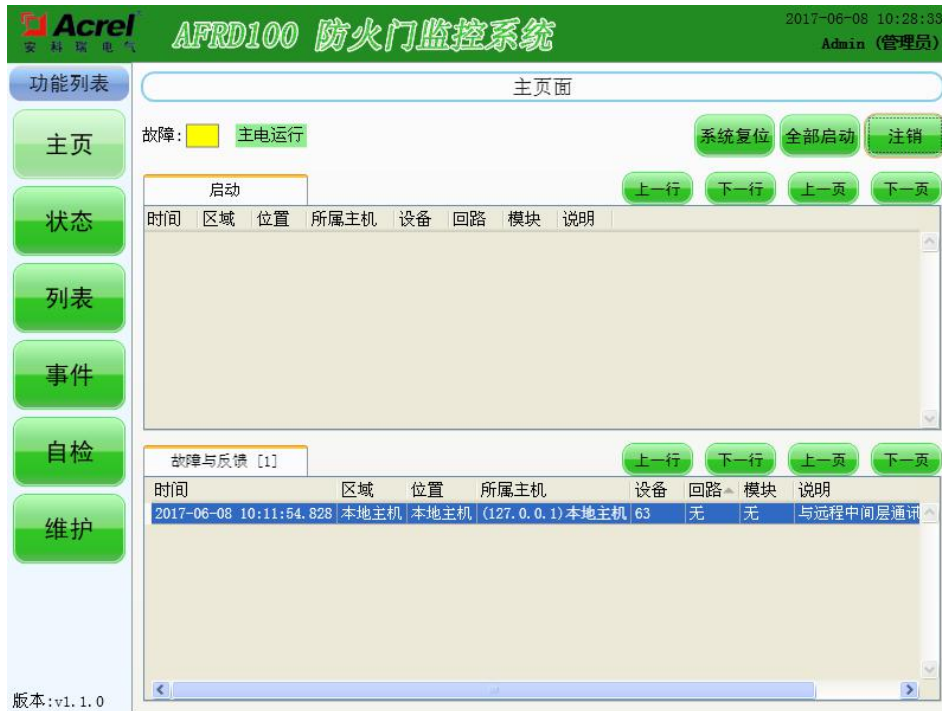 Acrel
安科瑞电气
AFRD100 防火门监控系统
2017-06-08 10:28:33
Admin (管理员)
功能列表
主页
状态
列表
事件
自检
维护
版本:v1.1.0
主页面
故障: 主电运行 系统复位 全部启动 注销
启动 上一行 下一行 上一页 下一页
时间 区域 位置 所属主机 设备 回路 模块 说明
故障与反馈 [1] 上一行 下一行 上一页 下一页
时间 区域 位置 所属主机 设备 回路 模块 说明
2017-06-08 10:11:54.828 本地主机 本地主机 (127.0.0.1)本地主机 63 无 无 与远程中间层通讯